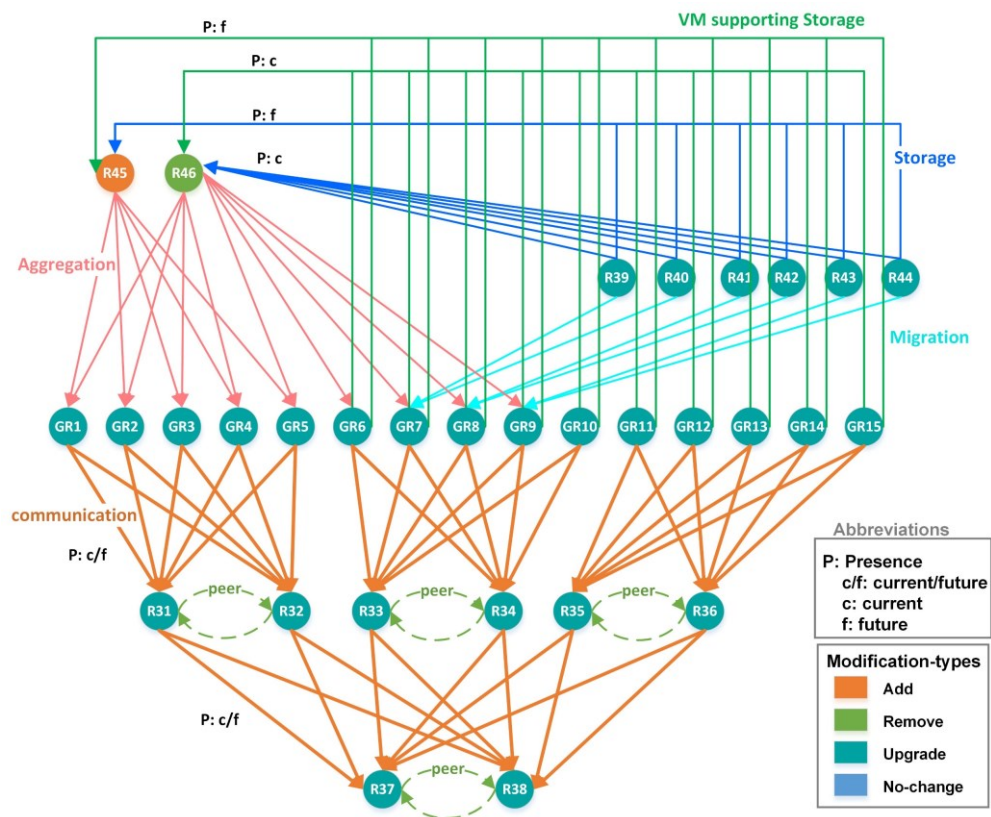 VM supporting Storage
P: f
P: c
P: f
P: c
Storage
R45
R46
Aggregation
R39
R40
R41
R42
R43
R44
Migration
GR1
GR2
GR3
GR4
GR5
GR6
GR7
GR8
GR9
GR10
GR11
GR12
GR13
GR14
GR15
communication
P: c/f
Abbreviations
P: Presence
c/f: current/future
c: current
f: future
peer
peer
peer
R31
R32
R33
R34
R35
R36
Modification-types
Add
Remove
Upgrade
No-change
P: c/f
peer
R37
R38